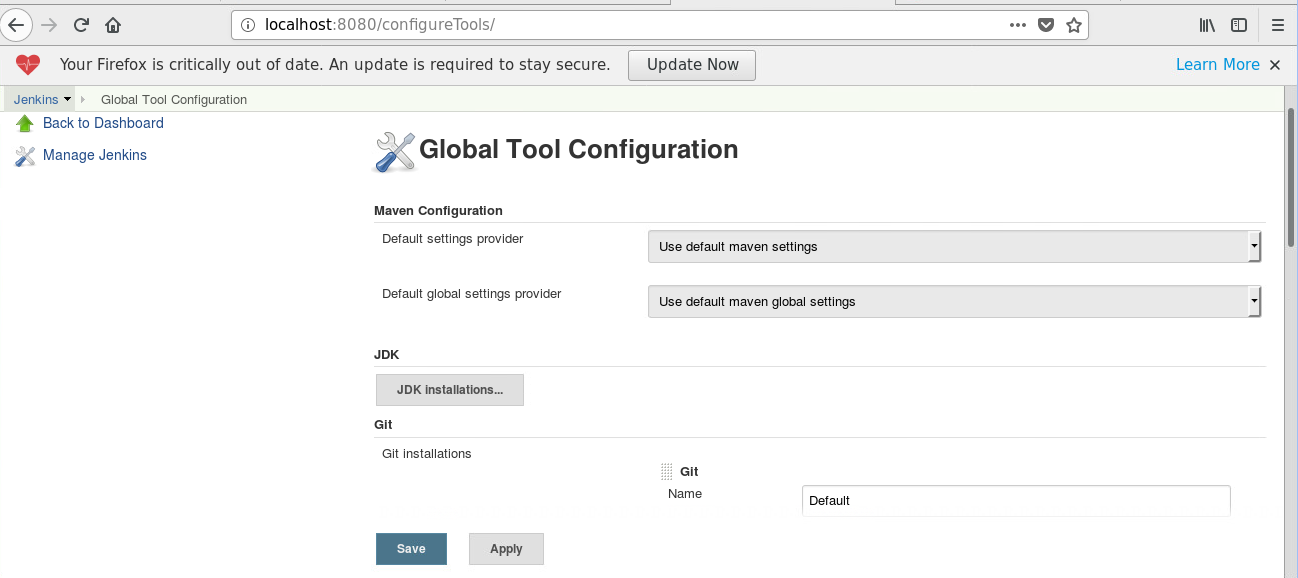 localhost:8080/configureTools/
Your Firefox is critically out of date. An update is required to stay secure. Update Now Learn More
Jenkins Global Tool Configuration
Back to Dashboard
Manage Jenkins
Global Tool Configuration
Maven Configuration
Default settings provider Use default maven settings
Default global settings provider Use default maven global settings
JDK
JDK installations...
Git
Git installations
Git
Name Default
Save Apply